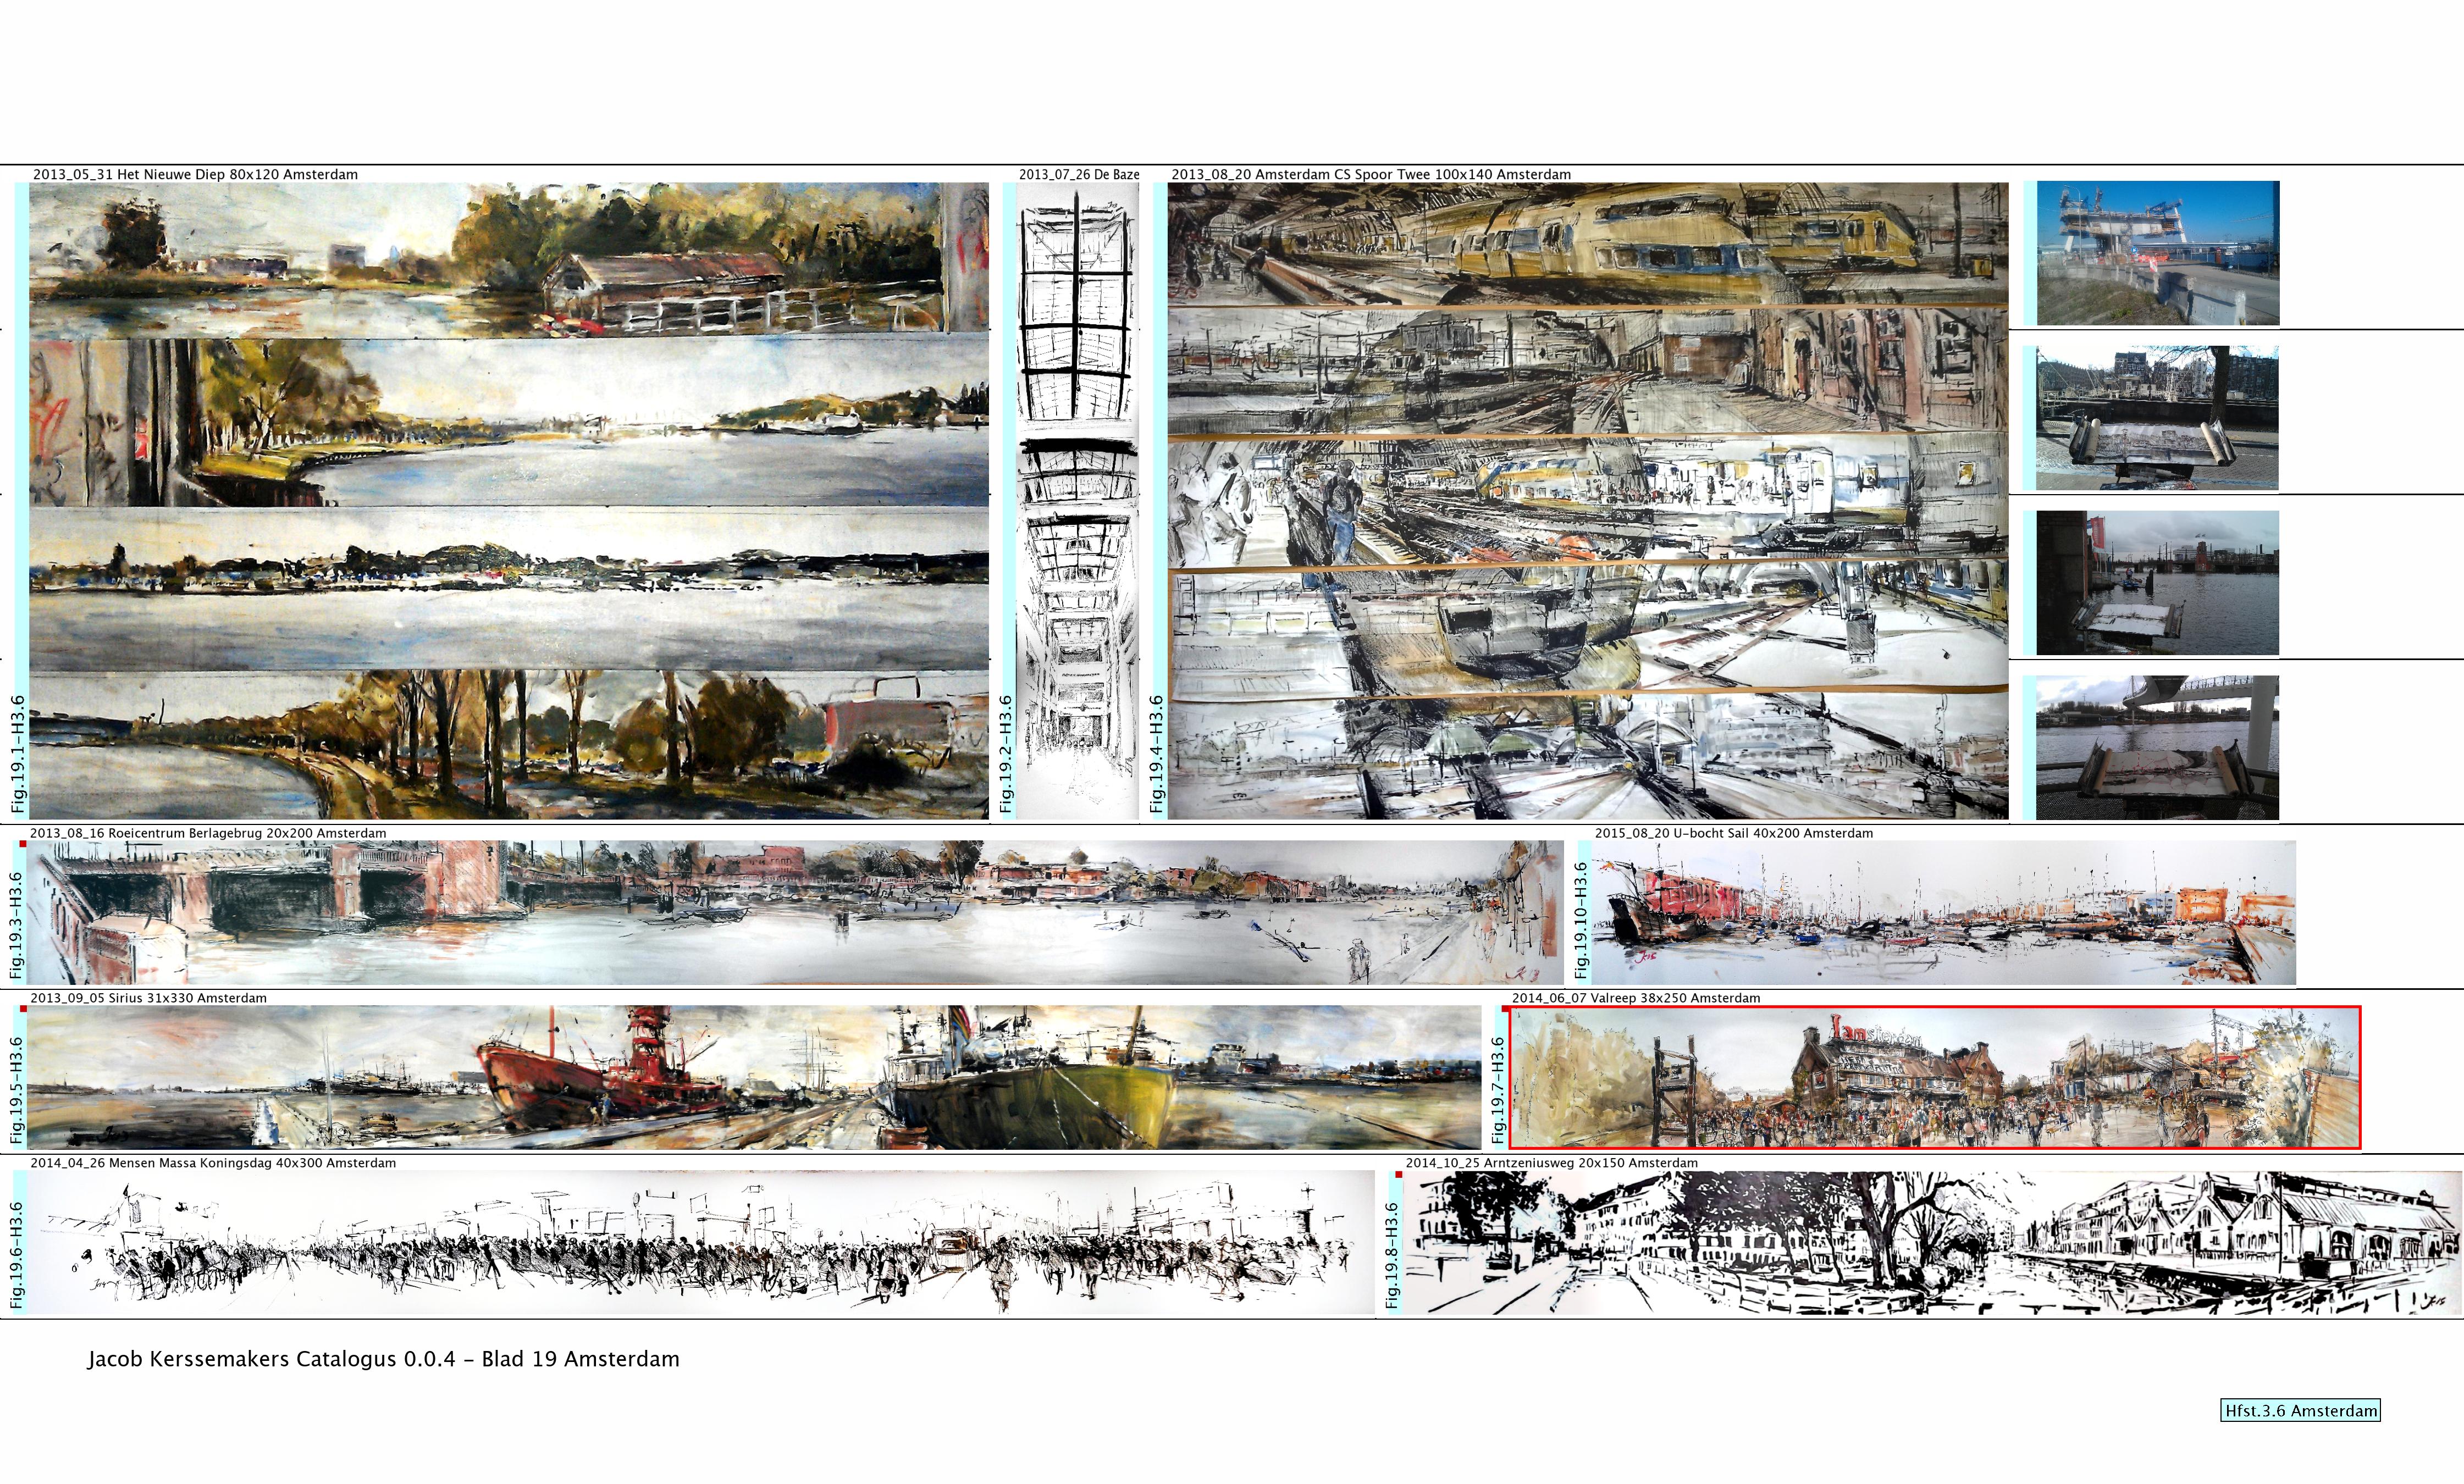 2013_05_31 Het Nieuwe Diep 80x120 Amsterdam
2013_07_26 De Baze
2013_08_20 Amsterdam CS Spoor Twee 100x140 Amsterdam
Fig.19.1-H3.6
Fig.19.2-H3.6
Fig.19.4-H3.6
2013_08_16 Roeicentrum Berlagebrug 20x200 Amsterdam
2015_08_20 U-bocht Sail 40x200 Amsterdam
Fig.19.3-H3.6
Fig.19.10-H3.6
2013_09_05 Sirius 31x330 Amsterdam
2014_06_07 Valreep 38x250 Amsterdam
Fig.19.5-H3.6
Fig.19.7-H3.6
Iamsterdam
2014_04_26 Mensen Massa Koningsdag 40x300 Amsterdam
2014_10_25 Arntzeniusweg 20x150 Amsterdam
Fig.19.6-H3.6
Fig.19.8-H3.6
Jacob Kerssemakers Catalogus 0.0.4 - Blad 19 Amsterdam
Hfst.3.6 Amsterdam